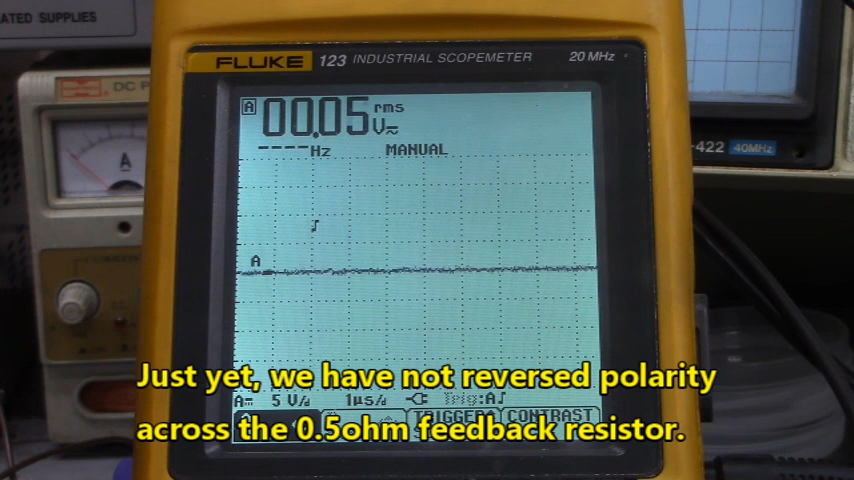 ATED SUPPLIES
FLUKE 123 INDUSTRIAL SCOPEMETER 20 MHz
DC P
A
A 00.05 rms
V
----Hz MANUAL
-422 40MHz
A
Just yet, we have not reversed polarity
A= 5 V/d 1µs/d Trig:A
TRIGGER CONTRAST
across the 0.5ohm feedback resistor.